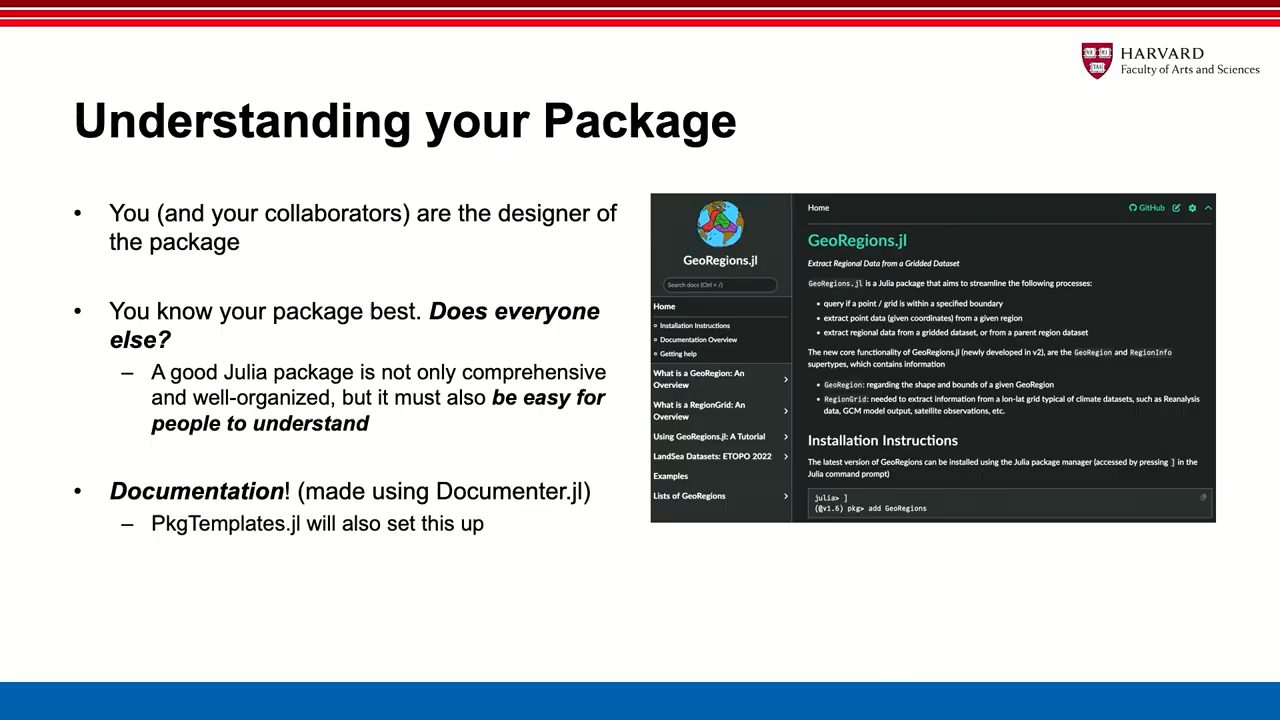 HARVARD
Faculty of Arts and Sciences
Understanding your Package
• You (and your collaborators) are the designer of
the package
• You know your package best. Does everyone
else?
– A good Julia package is not only comprehensive
and well-organized, but it must also be easy for
people to understand
• Documentation! (made using Documenter.jl)
– PkgTemplates.jl will also set this up
GeoRegions.jl
Search docs (Ctrl + /)
Home
Installation Instructions
Documentation Overview
Getting help
What is a GeoRegion: An
Overview
What is a RegionGrid: An
Overview
Using GeoRegions.jl: A Tutorial
LandSea Datasets: ETOPO 2022
Examples
Lists of GeoRegions
Home
GitHub
GeoRegions.jl
Extract Regional Data from a Gridded Dataset
GeoRegions.jl is a Julia package that aims to streamline the following processes:
• query if a point / grid is within a specified boundary
• extract point data (given coordinates) from a given region
• extract regional data from a gridded dataset, or from a parent region dataset
The new core functionality of GeoRegions.jl (newly developed in v2), are the GeoRegion and RegionInfo
supertypes, which contains information
• GeoRegion: regarding the shape and bounds of a given GeoRegion
• RegionGrid: needed to extract information from a lon-lat grid typical of climate datasets, such as Reanalysis
data, GCM model output, satellite observations, etc.
Installation Instructions
The latest version of GeoRegions can be installed using the Julia package manager (accessed by pressing ] in the
Julia command prompt)
julia> ]
(@v1.6) pkg> add GeoRegions